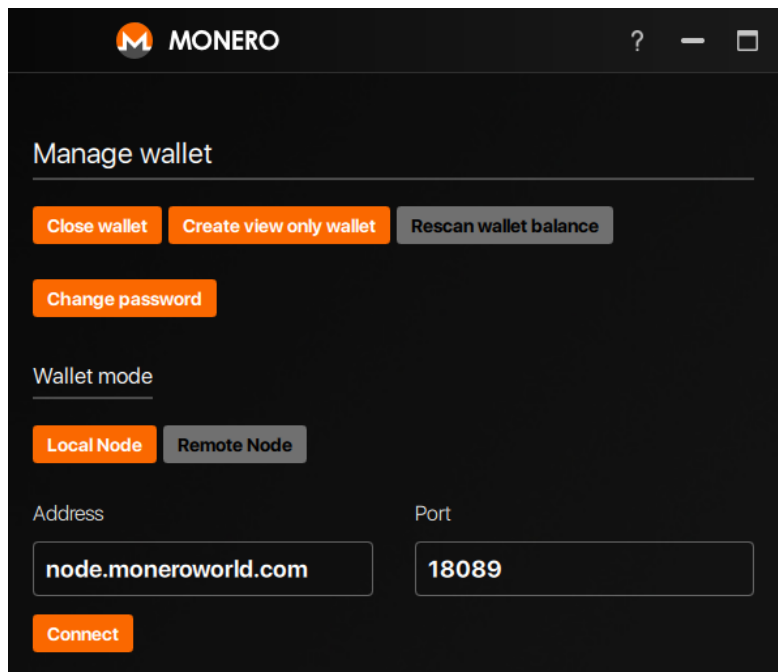 MONERO ?
Manage wallet
Close wallet Create view only wallet Rescan wallet balance
Change password
Wallet mode
Local Node Remote Node
Address Port
node.moneroworld.com 18089
Connect